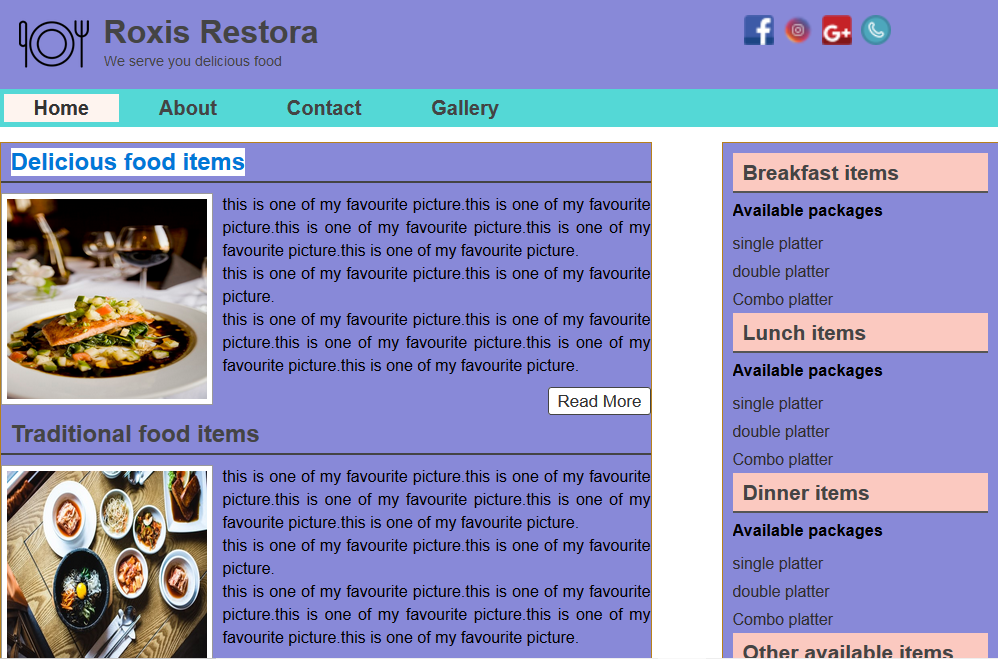 Roxis Restora
We serve you delicious food
f
G+
Home About Contact Gallery
Delicious food items
this is one of my favourite picture.this is one of my favourite
picture.this is one of my favourite picture.this is one of my
favourite picture.this is one of my favourite picture.
this is one of my favourite picture.this is one of my favourite
picture.
this is one of my favourite picture.this is one of my favourite
picture.this is one of my favourite picture.this is one of my
favourite picture.this is one of my favourite picture.
Read More
Traditional food items
this is one of my favourite picture.this is one of my favourite
picture.this is one of my favourite picture.this is one of my
favourite picture.this is one of my favourite picture.
this is one of my favourite picture.this is one of my favourite
picture.
this is one of my favourite picture.this is one of my favourite
picture.this is one of my favourite picture.this is one of my
favourite picture.this is one of my favourite picture.
Breakfast items
Available packages
single platter
double platter
Combo platter
Lunch items
Available packages
single platter
double platter
Combo platter
Dinner items
Available packages
single platter
double platter
Combo platter
Other available items